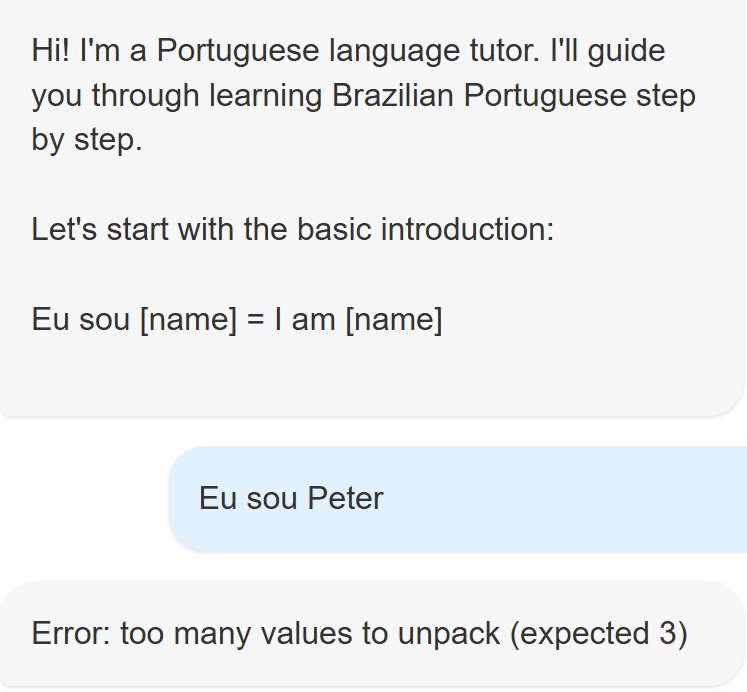 Hi! I'm a Portuguese language tutor. I'll guide
you through learning Brazilian Portuguese step
by step.
Let's start with the basic introduction:
Eu sou [name] = I am [name]
Eu sou Peter
Error: too many values to unpack (expected 3)